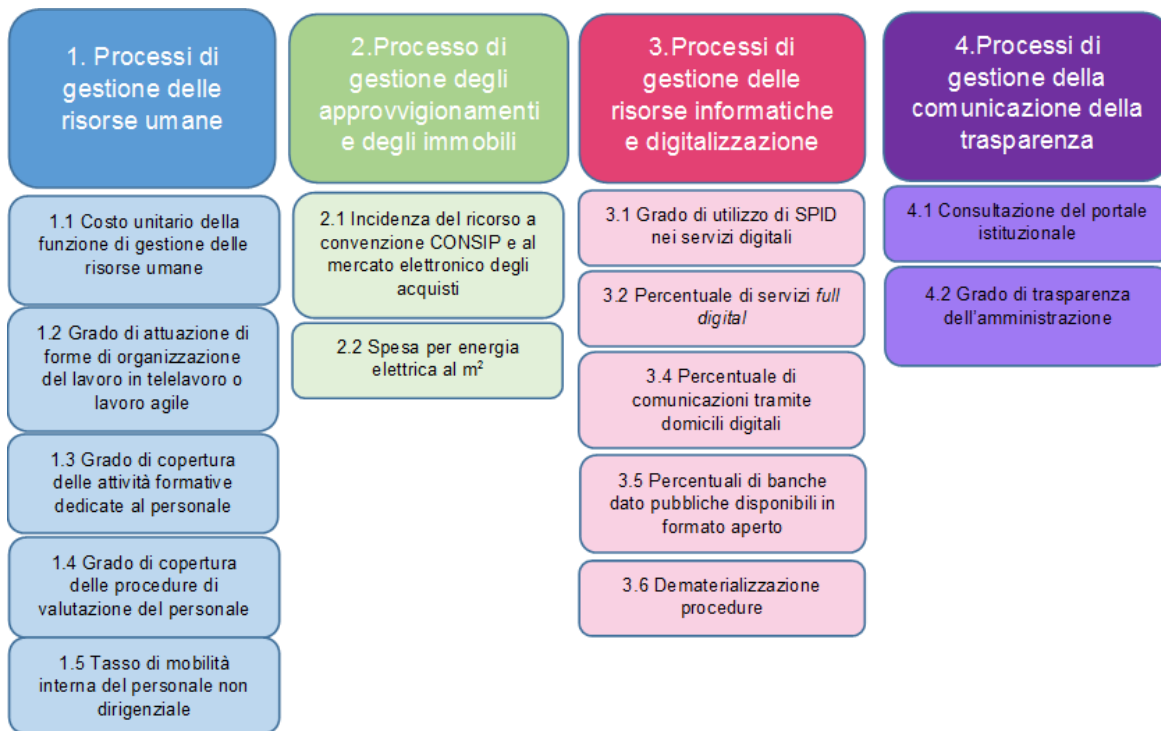 1. Processi di
gestione delle
risorse umane
1.1 Costo unitario della
funzione di gestione delle
risorse umane
1.2 Grado di attuazione di
forme di organizzazione
del lavoro in telelavoro o
lavoro agile
1.3 Grado di copertura
delle attività formative
dedicate al personale
1.4 Grado di copertura
delle procedure di
valutazione del personale
1.5 Tasso di mobilità
interna del personale non
dirigenziale
2.Processo di
gestione degli
approvvigionamenti
e degli immobili
2.1 Incidenza del ricorso a
convenzione CONSIP e al
mercato elettronico degli
acquisti
2.2 Spesa per energia
elettrica al m²
3.Processi di
gestione delle
risorse informatiche
e digitalizzazione
3.1 Grado di utilizzo di SPID
nei servizi digitali
3.2 Percentuale di servizi full
digital
3.4 Percentuale di
comunicazioni tramite
domicili digitali
3.5 Percentuali di banche
dato pubbliche disponibili in
formato aperto
3.6 Dematerializzazione
procedure
4.Processi di
gestione della
comunicazione della
trasparenza
4.1 Consultazione del portale
istituzionale
4.2 Grado di trasparenza
dell'amministrazione